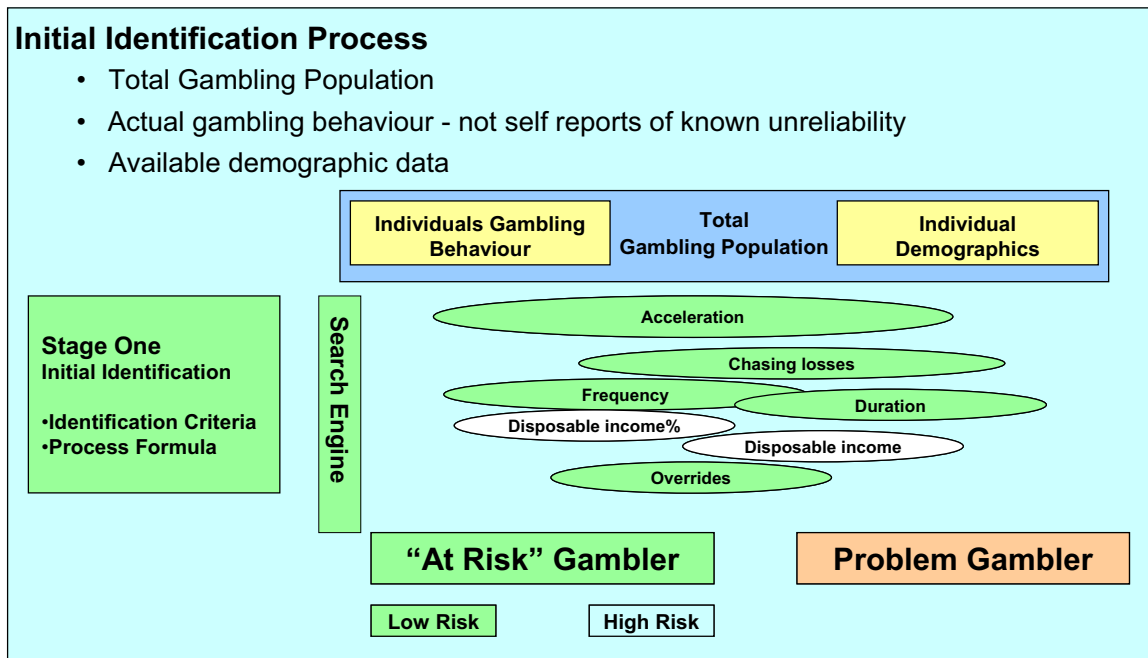 Initial Identification Process
• Total Gambling Population
• Actual gambling behaviour - not self reports of known unreliability
• Available demographic data
Individuals Gambling
Behaviour
Total
Gambling Population
Individual
Demographics
Stage One
Initial Identification
•Identification Criteria
•Process Formula
Search Engine
Acceleration
Chasing losses
Frequency
Duration
Disposable income%
Disposable income
Overrides
“At Risk” Gambler
Problem Gambler
Low Risk
High Risk